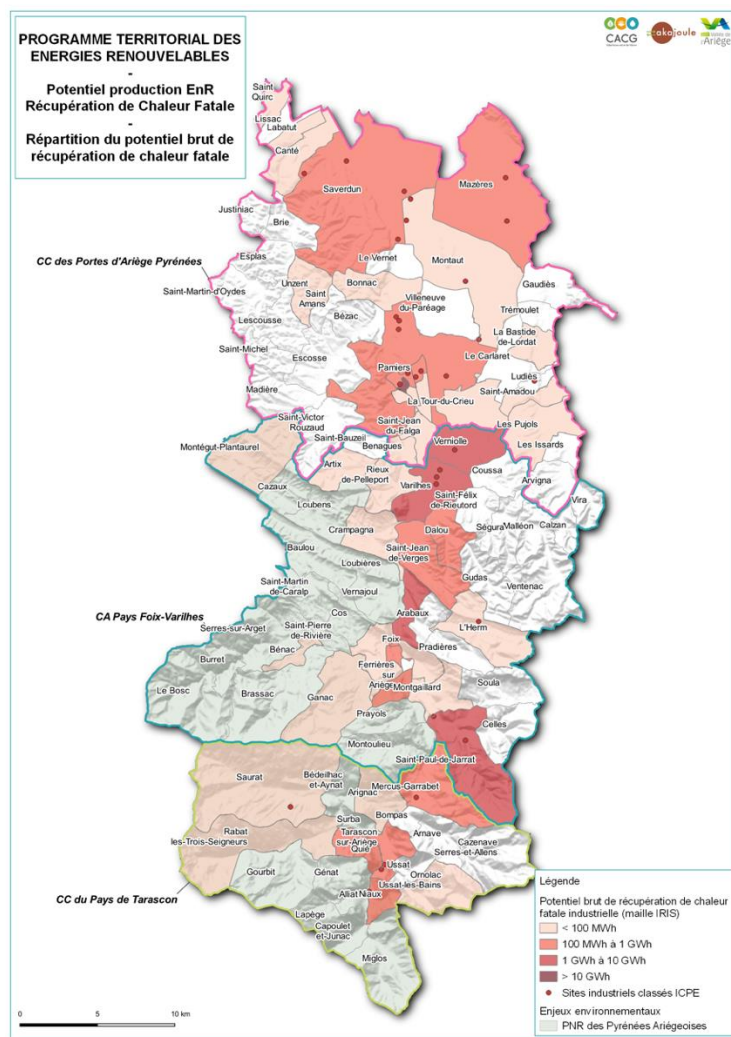 PROGRAMME TERRITORIAL DES
ENERGIES RENOUVELABLES
-
Potentiel production EnR
Récupération de Chaleur Fatale
-
Répartition du potentiel brut de
récupération de chaleur fatale
CACG
akajoule
Vallée de
l'Ariège
Saint
Quirc
Lissac
Labatut
Canté
Saverdun
Mazères
Justiniac
Brie
CC des Portes d'Ariège Pyrénées
Esplas
Le Vernet
Montaut
Gaudiès
Saint-Martin-d'Oydes
Unzent
Saint
Amans
Bonnac
Villeneuve
du-Paréage
Trémoulet
Lescousse
Bézac
La Bastide
de-Lordat
Saint-Michel
Escosse
Le Carlaret
Pamiers
Ludiès
Madière
La Tour-du-Crieu
Saint-Amadou
Saint-Victor
Rouzaud
Saint-Jean
du-Falga
Les Pujols
Saint-Bauzeil
Benagues
Verniolle
Les Issards
Montégut-Plantaurel
Artix
Rieux
de-Pelleport
Coussa
Arvigna
Cazaux
Varilhes
Vira
Loubens
Saint-Félix
de-Rieutord
Crampagna
Dalou
Ségura
Malléon
Calzan
Baulou
Saint-Jean
de-Verges
Loubières
Gudas
Ventenac
Saint-Martin
de-Caralp
Vernajoul
CA Pays Foix-Varilhes
Cos
Arabaux
Serres-sur-Arget
Saint-Pierre
de-Rivière
L'Herm
Foix
Bénac
Pradières
Burret
Ferrières
sur
Ariège
Soula
Le Bosc
Brassac
Ganac
Montgaillard
Prayols
Celles
Montoulieu
Saint-Paul-de-Jarrat
Saurat
Bédeilhac
et-Aynat
Mercus-Garrabet
Arignac
Bompas
Surba
Rabat
les-Trois-Seigneurs
Tarascon
sur-Ariège
Arnave
Cazenave
Serres-et-Allens
Quié
Gourbit
Génat
Ussat
Ornolac
Ussat-les-Bains
CC du Pays de Tarascon
Alliat
Niaux
Lapège
Capoulet
et-Junac
Miglos
Légende
Potentiel brut de récupération de chaleur
fatale industrielle (maille IRIS)
< 100 MWh
100 MWh à 1 GWh
1 GWh à 10 GWh
> 10 GWh
Sites industriels classés ICPE
Enjeux environnementaux
PNR des Pyrénées Ariégeoises
0 5 10 km